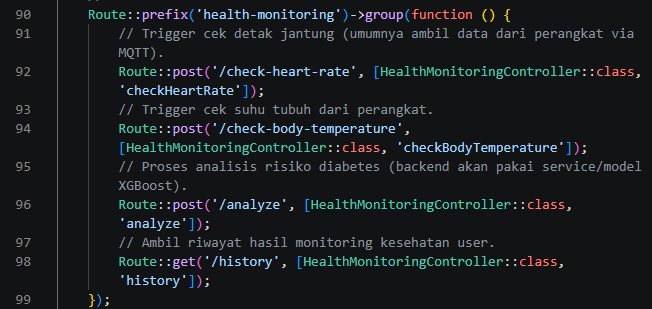 90 Route::prefix('health-monitoring')->group(function () {
91 // Trigger cek detak jantung (umumnya ambil data dari perangkat via
MQTT).
92 Route::post('/check-heart-rate', [HealthMonitoringController::class,
'checkHeartRate']);
93 // Trigger cek suhu tubuh dari perangkat.
94 Route::post('/check-body-temperature',
[HealthMonitoringController::class, 'checkBodyTemperature']);
95 // Proses analisis risiko diabetes (backend akan pakai service/model
XGBoost).
96 Route::post('/analyze', [HealthMonitoringController::class,
'analyze']);
97 // Ambil riwayat hasil monitoring kesehatan user.
98 Route::get('/history', [HealthMonitoringController::class,
'history']);
99 });